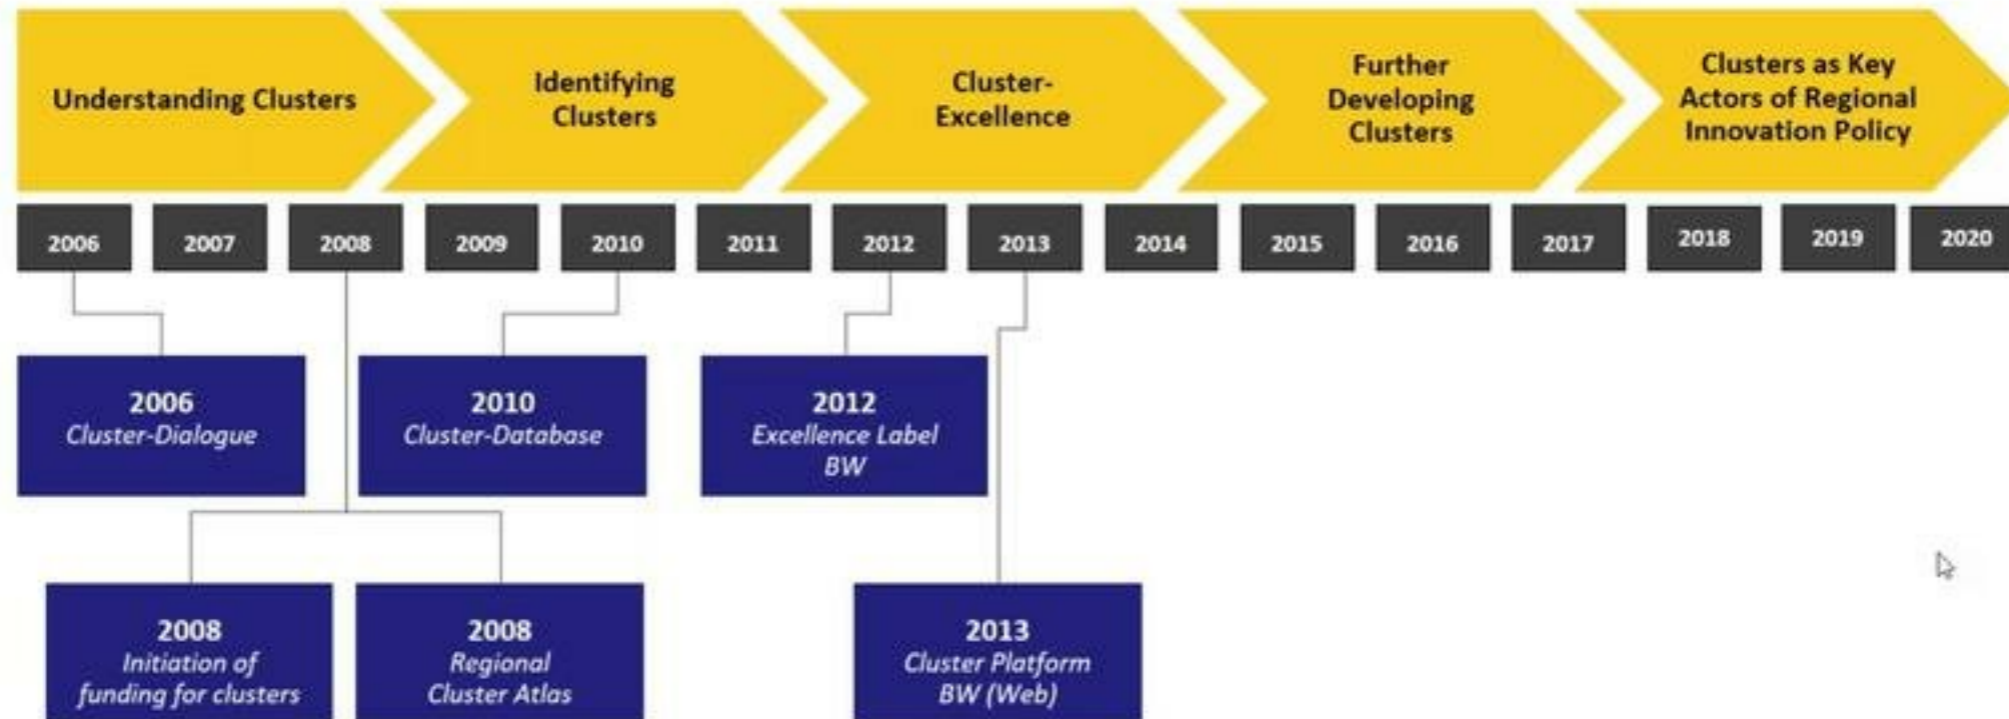 Understanding Clusters
Identifying
Clusters
Cluster-
Excellence
Further
Developing
Clusters
Clusters as Key
Actors of Regional
Innovation Policy
2006
2007
2008
2009
2010
2011
2012
2013
2014
2015
2016
2017
2018
2019
2020
2006
Cluster-Dialogue
2010
Cluster-Database
2012
Excellence Label
BW
2008
Initiation of
funding for clusters
2008
Regional
Cluster Atlas
2013
Cluster Platform
BW (Web)